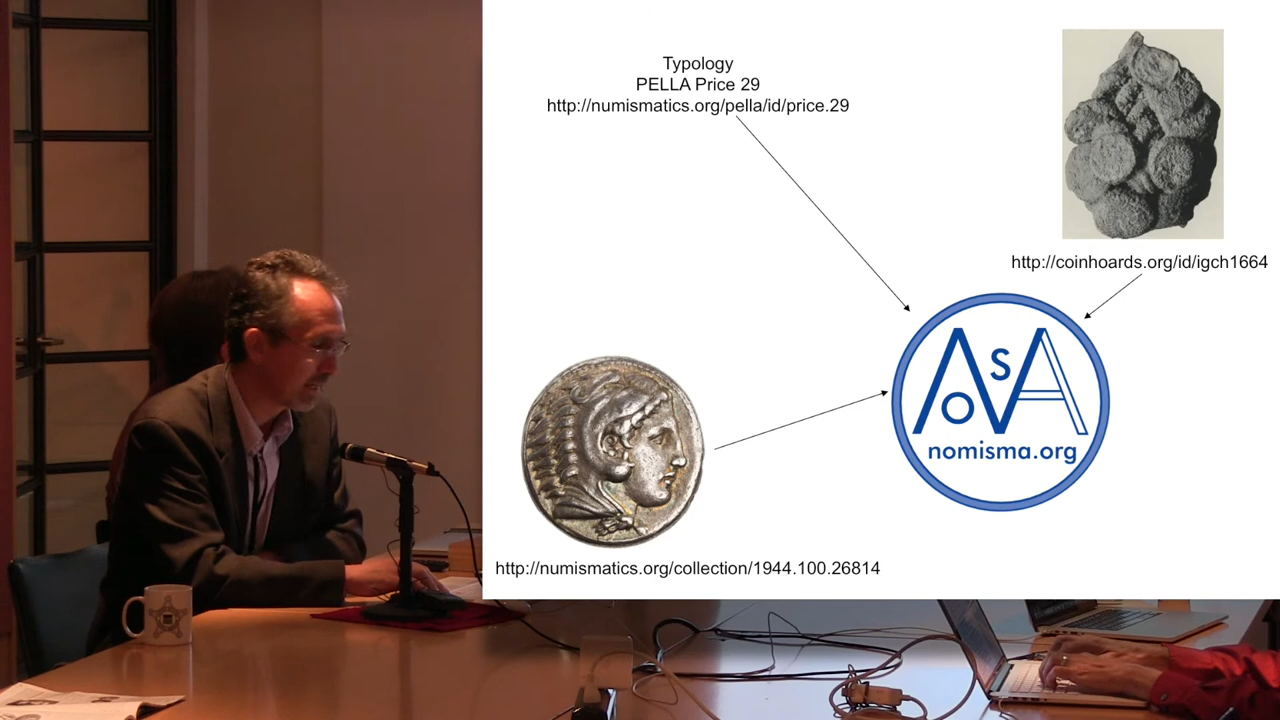 Typology
PELLA Price 29
http://numismatics.org/pella/id/price.29
http://coinhoards.org/id/igch1664
nomisma.org
http://numismatics.org/collection/1944.100.26814